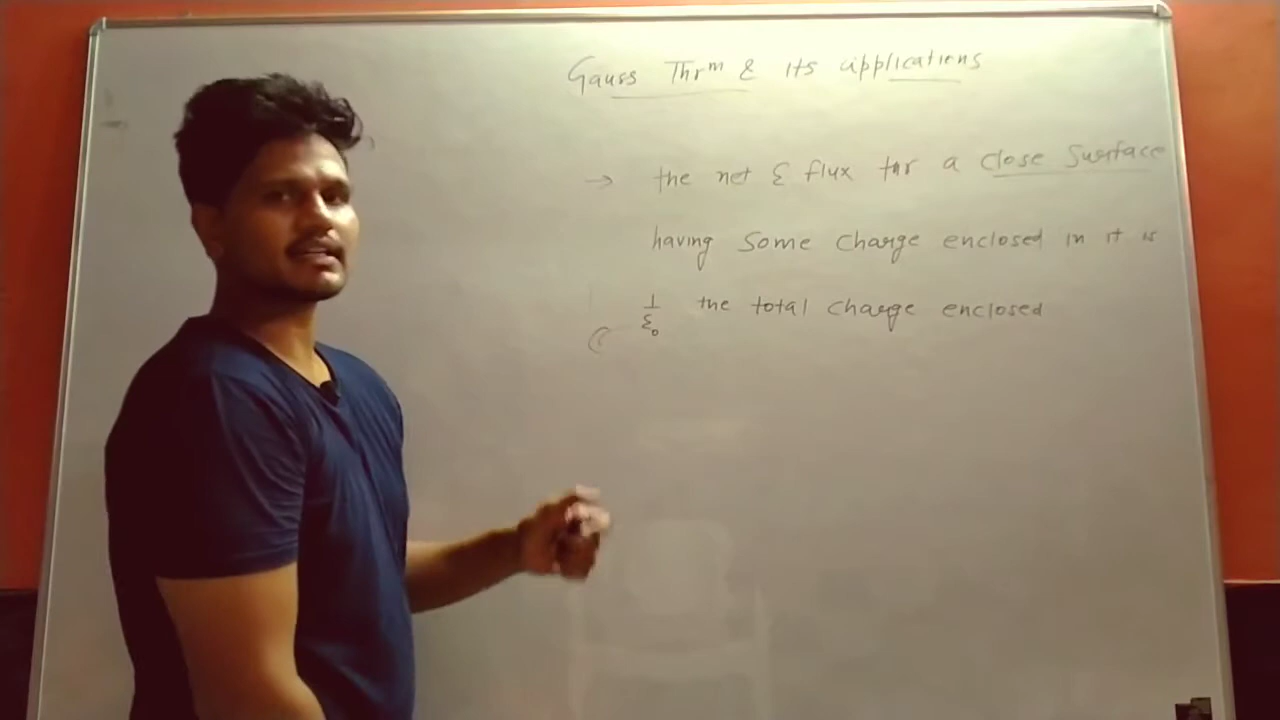 Gauss Thrᵐ & its applications
→ the net ε flux for a close surface
having some charge enclosed in it is
1/ε₀ the total charge enclosed